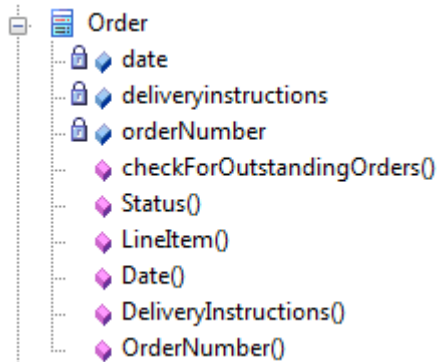 Order
date
deliveryinstructions
orderNumber
checkForOutstandingOrders()
Status()
LineItem()
Date()
DeliveryInstructions()
OrderNumber()